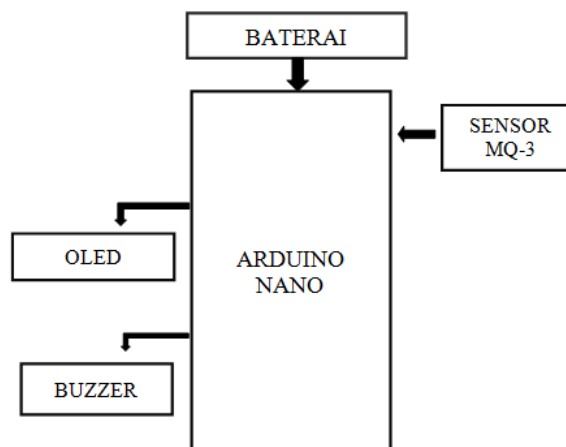 BATERAI
SENSOR
MQ-3
OLED
ARDUINO
NANO
BUZZER